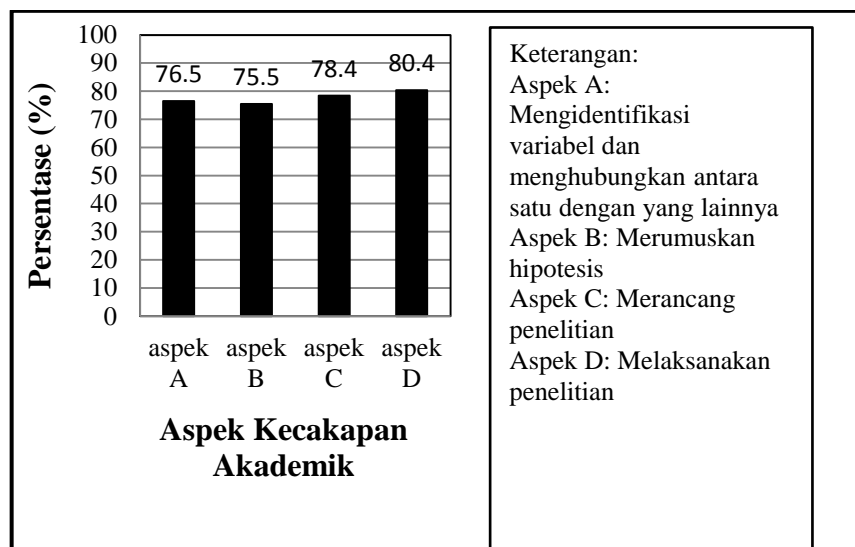 Persentase (%)
100
90
80
70
60
50
40
30
20
10
0
76.5
75.5
78.4
80.4
aspek
A
aspek
B
aspek
C
aspek
D
Aspek Kecakapan
Akademik
Keterangan:
Aspek A:
Mengidentifikasi
variabel dan
menghubungkan antara
satu dengan yang lainnya
Aspek B: Merumuskan
hipotesis
Aspek C: Merancang
penelitian
Aspek D: Melaksanakan
penelitian